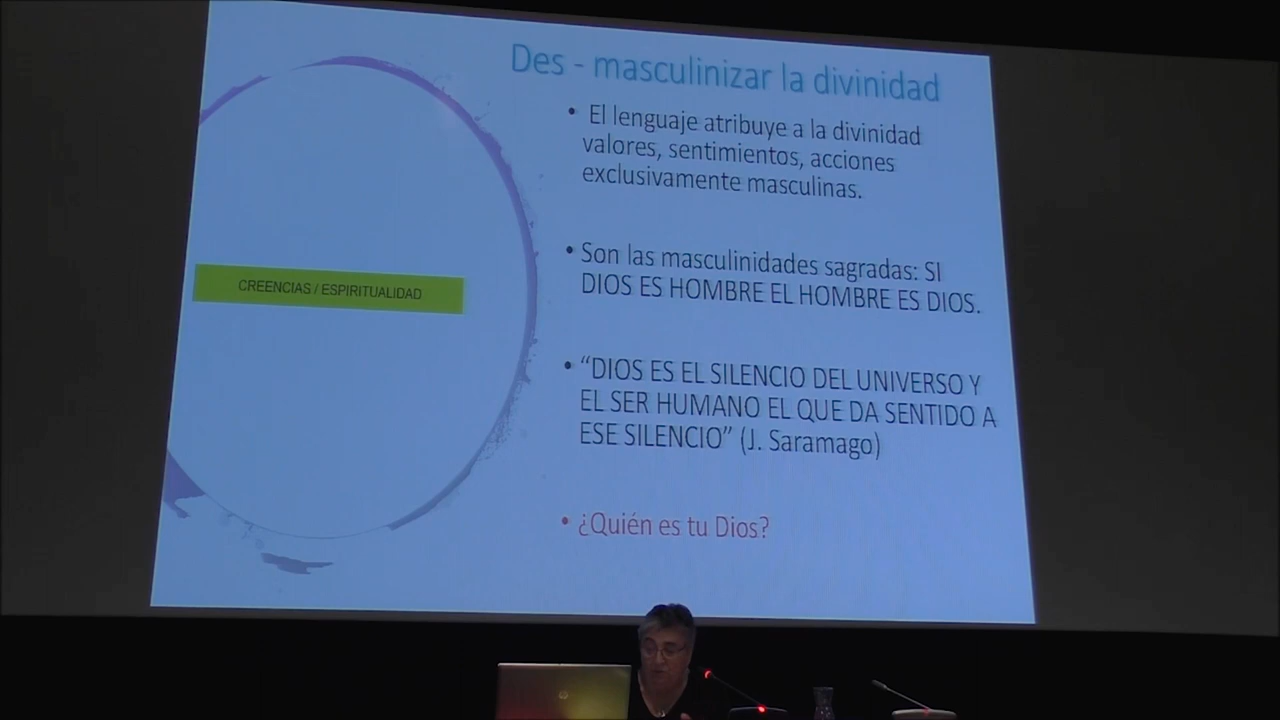 Des - masculinizar la divinidad
• El lenguaje atribuye a la divinidad
valores, sentimientos, acciones
exclusivamente masculinas.
CREENCIAS / ESPIRITUALIDAD
• Son las masculinidades sagradas: SI
DIOS ES HOMBRE EL HOMBRE ES DIOS.
• “DIOS ES EL SILENCIO DEL UNIVERSO Y
EL SER HUMANO EL QUE DA SENTIDO A
ESE SILENCIO” (J. Saramago)
• ¿Quién es tu Dios?